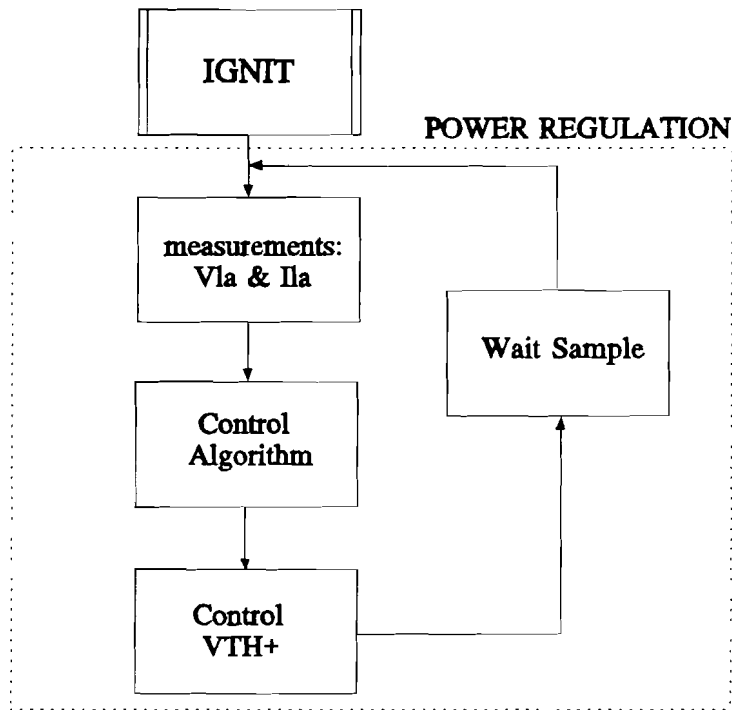 IGNIT
POWER REGULATION
measurements:
Vla & Ila
Wait Sample
Control
Algorithm
Control
VTH+